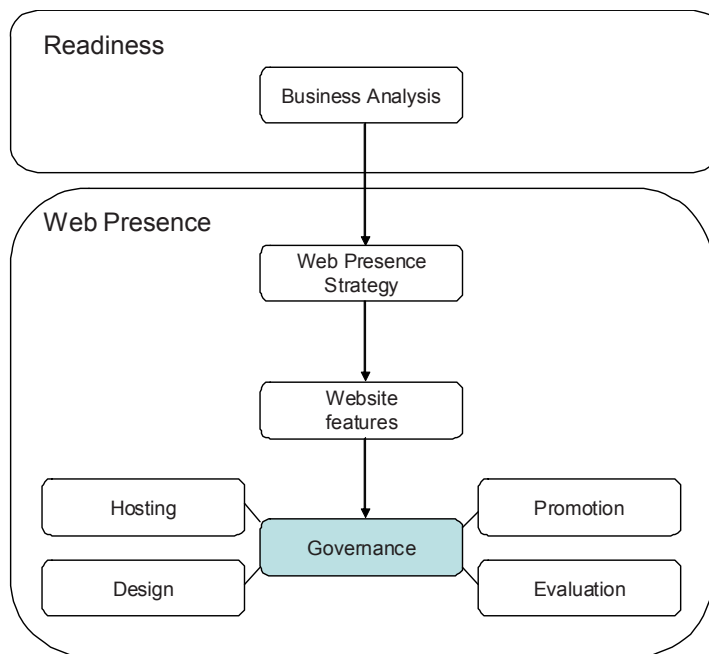 Readiness
Business Analysis
Web Presence
Web Presence
Strategy
Website
features
Hosting
Promotion
Governance
Design
Evaluation